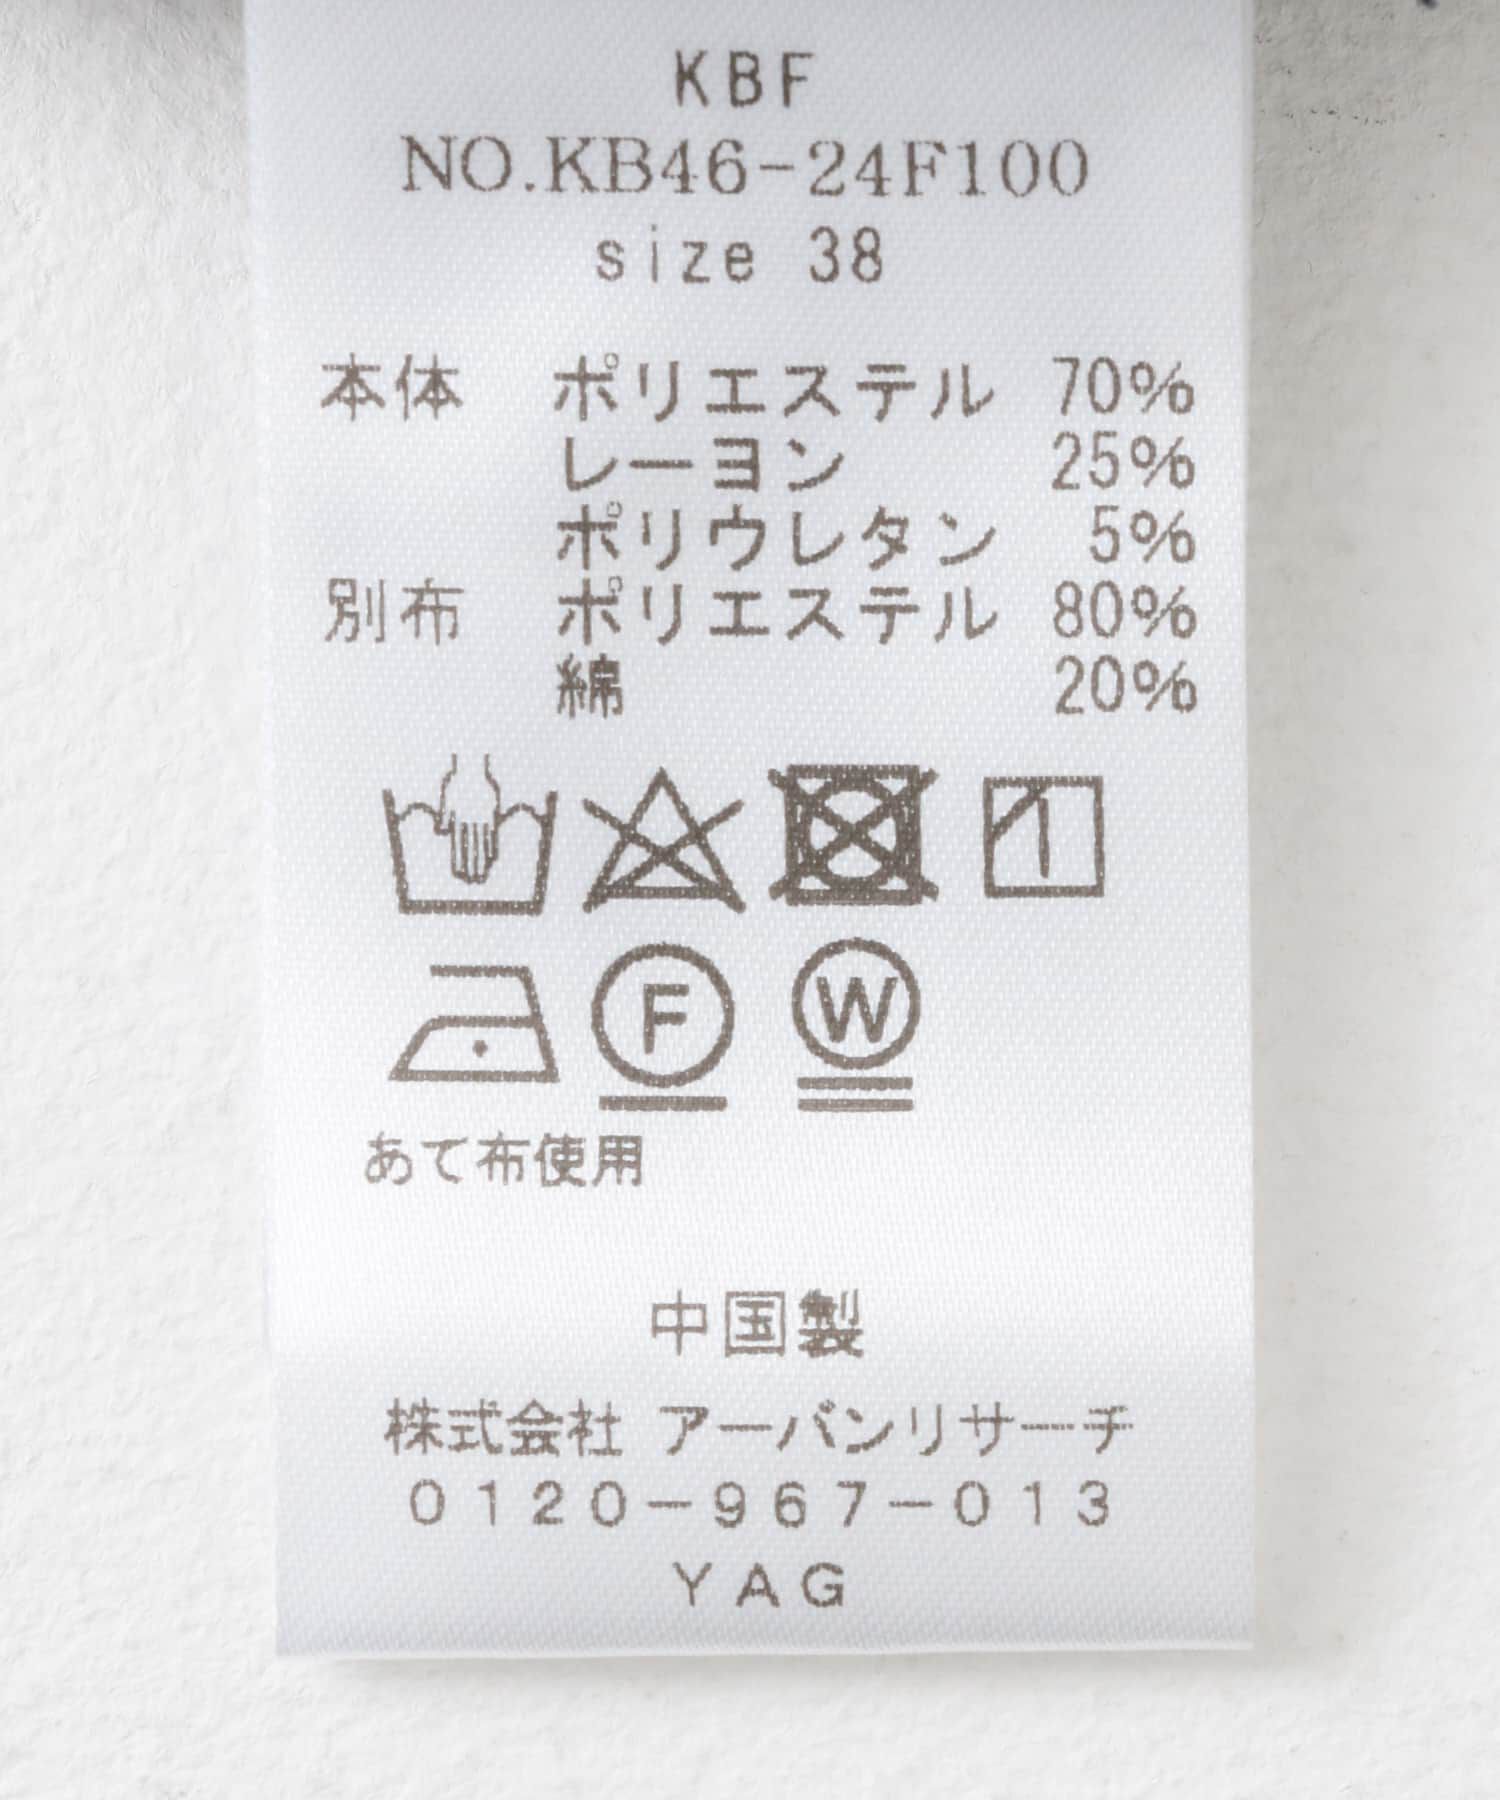 KBF
NO.KB46-24F100
size 38
本体 ポリエステル 70%
レーヨン 25%
ポリウレタン 5%
別布 ポリエステル 80%
綿 20%
F W
あて布使用
中国製
株式会社 アーバンリサーチ
0120-967-013
YAG